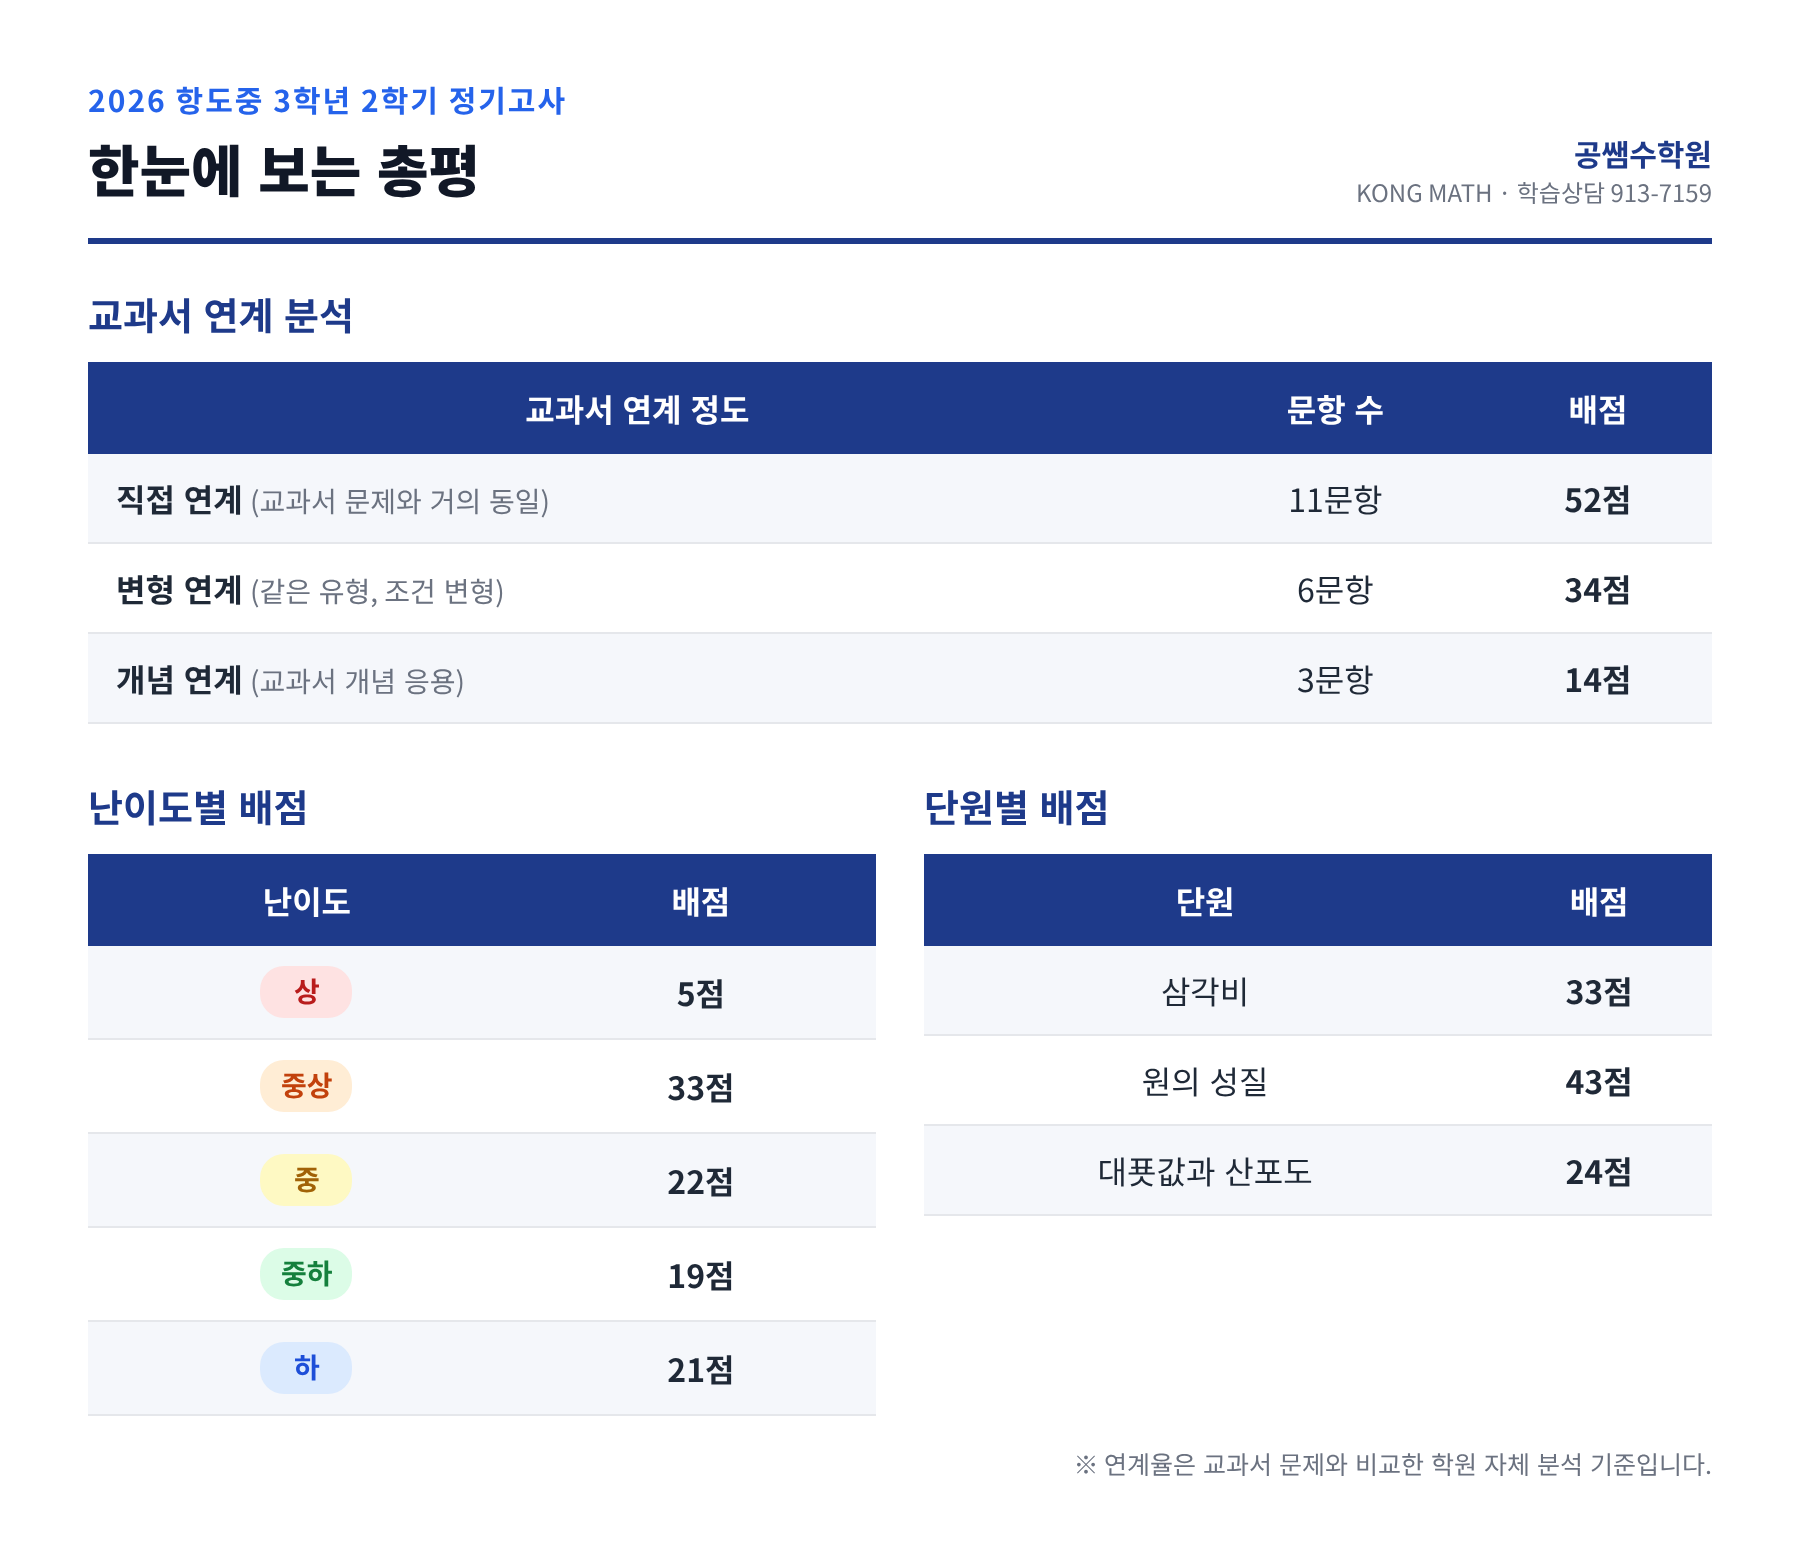 2026 항도중 3학년 2학기 정기고사
한눈에 보는 총평
공쌤수학원
KONG MATH · 학습상담 913-7159
교과서 연계 분석
교과서 연계 정도 문항 수 배점
직접 연계 (교과서 문제와 거의 동일) 11문항 52점
변형 연계 (같은 유형, 조건 변형) 6문항 34점
개념 연계 (교과서 개념 응용) 3문항 14점
난이도별 배점
난이도 배점
상 5점
중상 33점
중 22점
중하 19점
하 21점
단원별 배점
단원 배점
삼각비 33점
원의 성질 43점
대푯값과 산포도 24점
※ 연계율은 교과서 문제와 비교한 학원 자체 분석 기준입니다.